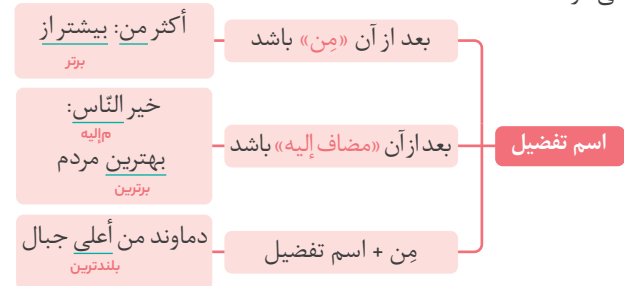 اسم تفضیل
بعد از آن «مِن» باشد
أکثر من: بیشتر از
برتر
بعد از آن «مضاف إلیه» باشد
خیر النّاس:
م‌إلیه
بهترین مردم
برترین
مِن + اسم تفضیل
دماوند من أعلی جبال
بلندترین